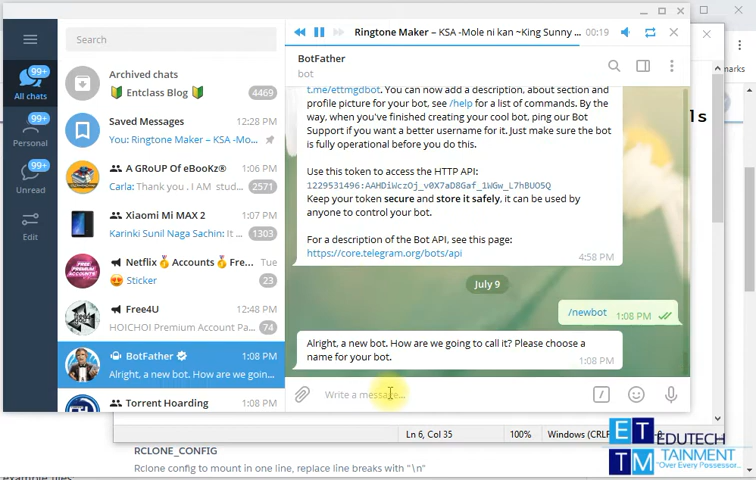 Ringtone Maker – KSA -Mole ni kan ~King Sunny ...
00:19
Search
BotFather
bot
99+
All chats
99+
Personal
99+
Unread
Edit
Archived chats
Entclass Blog
4469
Saved Messages
12:28 PM
You: Ringtone Maker – KSA -Mo...
A GRoUP Of eBooKz®
1:06 PM
Carla: Thank you . I AM stud...
2571
Xiaomi Mi MAX 2
1:07 PM
Karinki Sunil Naga Sachin: It ...
1303
Netflix Accounts Fre...
Tue
Sticker
23
Free4U
12:48 PM
HOICHOI Premium Account Pa...
74
BotFather
1:08 PM
Alright, a new bot. How are we goin...
Torrent Hoarding
1:08 PM
t.me/ettmgdbot. You can now add a description, about section and
profile picture for your bot, see /help for a list of commands. By the
way, when you've finished creating your cool bot, ping our Bot
Support if you want a better username for it. Just make sure the bot
is fully operational before you do this.
Use this token to access the HTTP API:
1229531496:AAHDiWczOj_v0X7aD8Gaf_1WGw_L7hBUO5Q
Keep your token secure and store it safely, it can be used by
anyone to control your bot.
For a description of the Bot API, see this page:
https://core.telegram.org/bots/api
4:58 PM
July 9
/newbot
1:08 PM
Alright, a new bot. How are we going to call it? Please choose a
name for your bot.
1:08 PM
Write a message...
marks
ls
Ln 6, Col 35
100%
Windows (CRLF
RCLONE_CONFIG
Rclone config to mount in one line, replace line breaks with "\n"
example files:
ET
TM
EDUTECH
TAINMENT
"Over Every Possessor..."